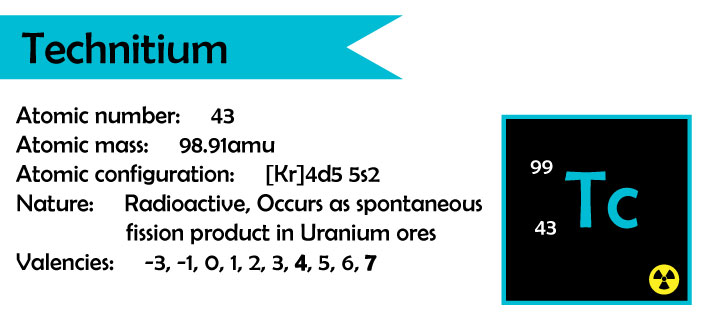 Technitium
Atomic number: 43
Atomic mass: 98.91amu
Atomic configuration: [Kr]4d5 5s2
Nature: Radioactive, Occurs as spontaneous
fission product in Uranium ores
Valencies: -3, -1, 0, 1, 2, 3, 4, 5, 6, 7
99
Tc
43